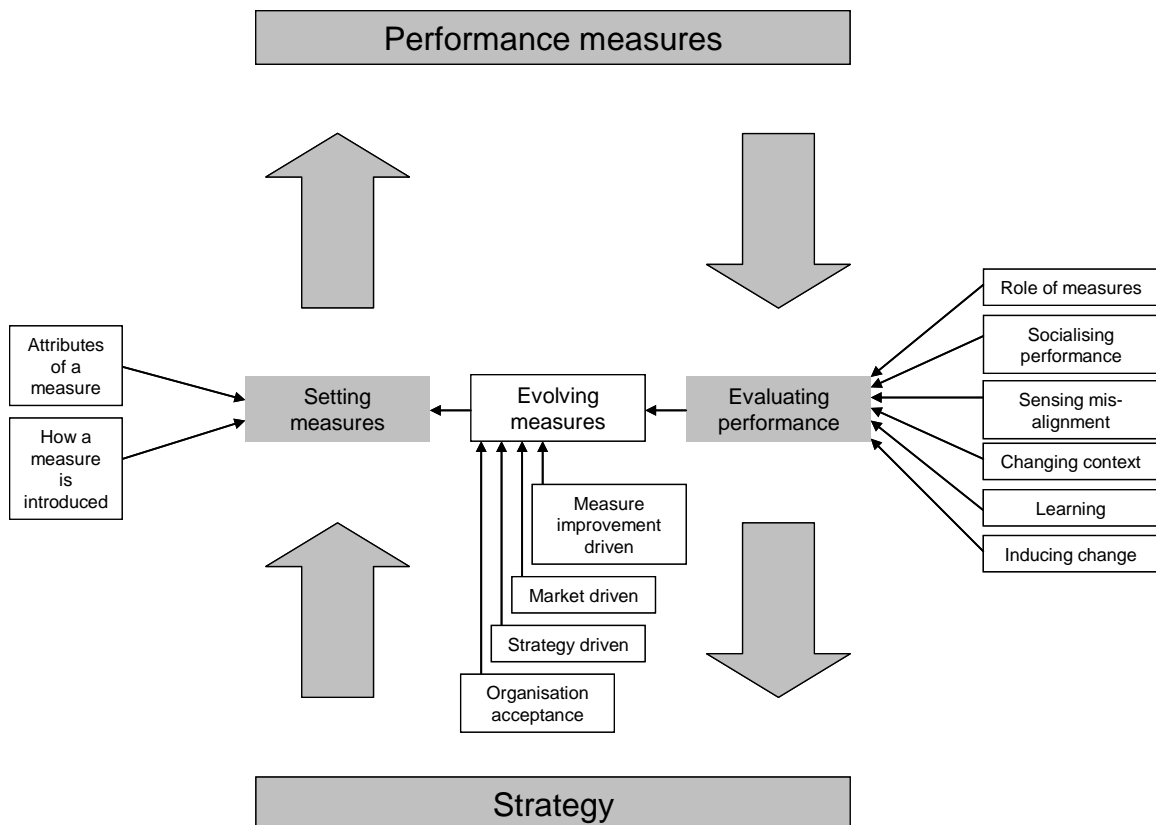 Performance measures
Attributes
of a
measure
How a
measure
is
introduced
Setting
measures
Evolving
measures
Evaluating
performance
Role of measures
Socialising
performance
Sensing mis-
alignment
Changing context
Learning
Inducing change
Measure
improvement
driven
Market driven
Strategy driven
Organisation
acceptance
Strategy